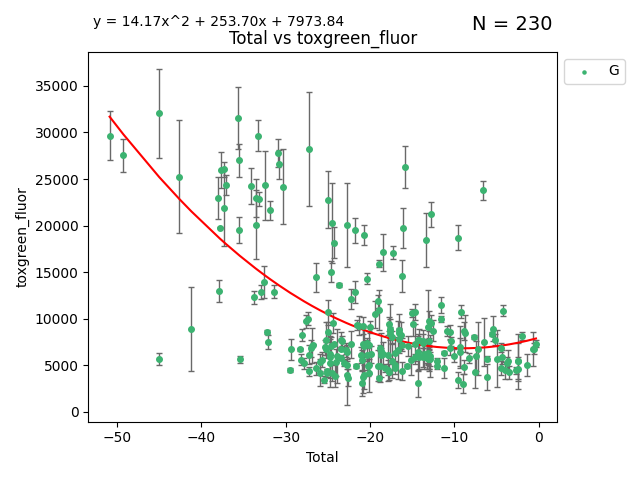 y = 14.17x^2 + 253.70x + 7973.84
N = 230
Total vs toxgreen_fluor
G
toxgreen_fluor
35000
30000
25000
20000
15000
10000
5000
0
−50
−40
−30
−20
−10
0
Total